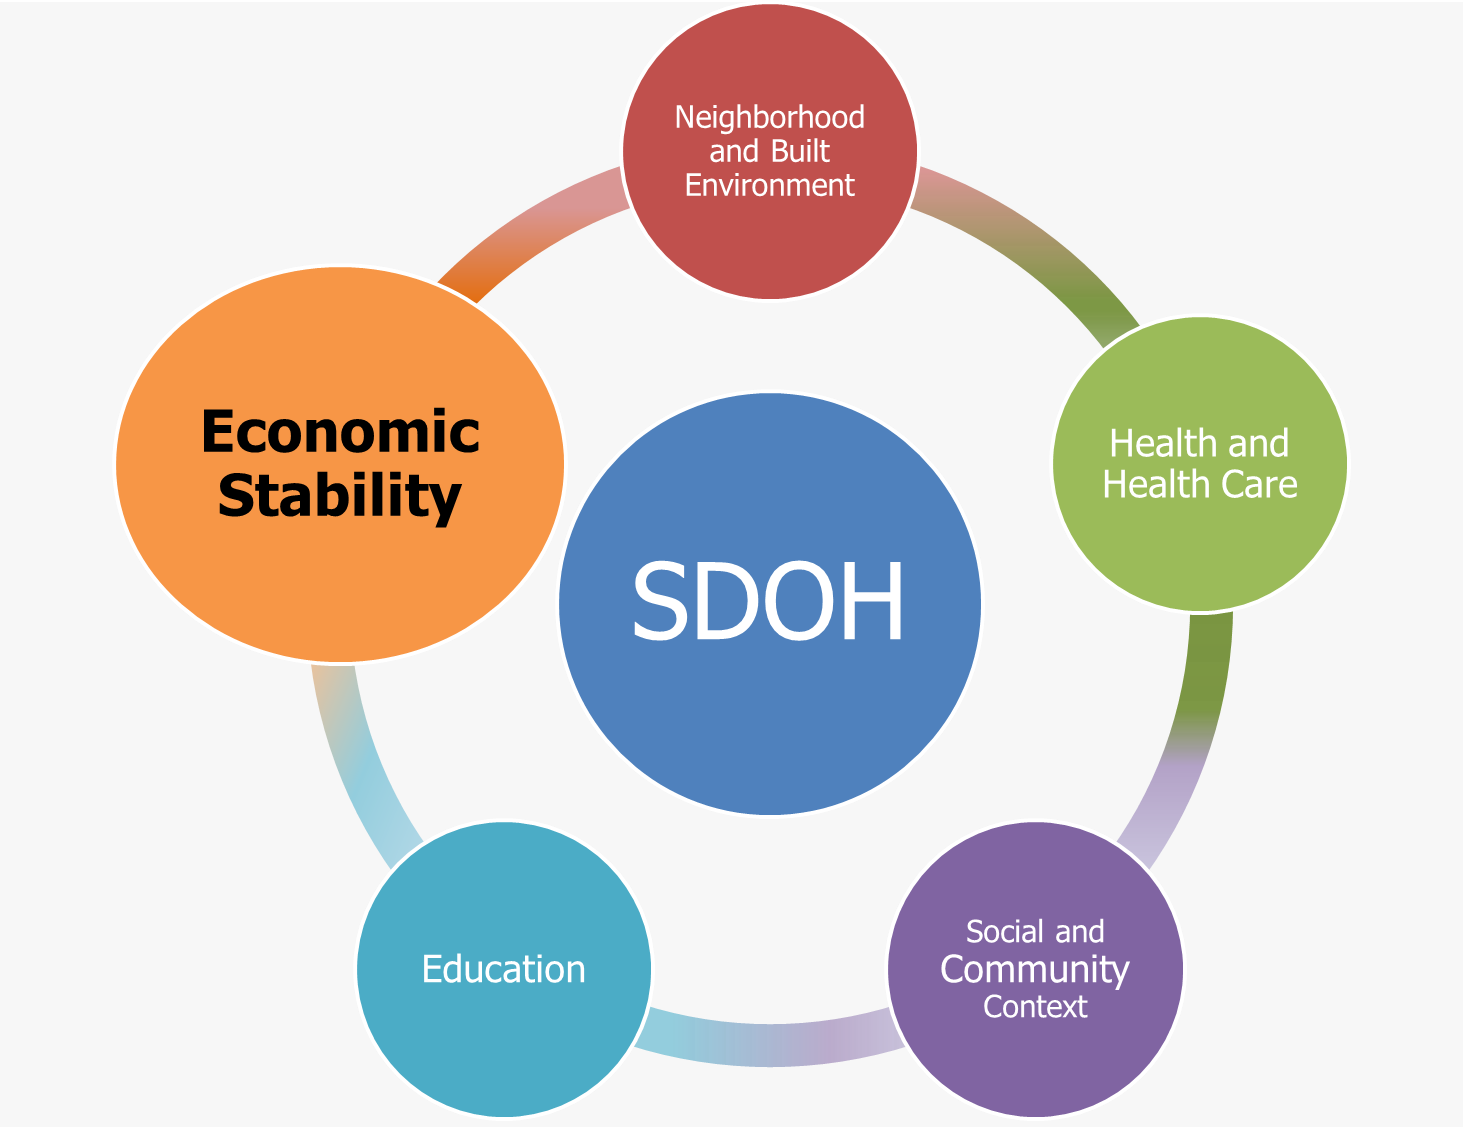 Neighborhood
and Built
Environment
Economic
Stability
Health and
Health Care
SDOH
Education
Social and
Community
Context